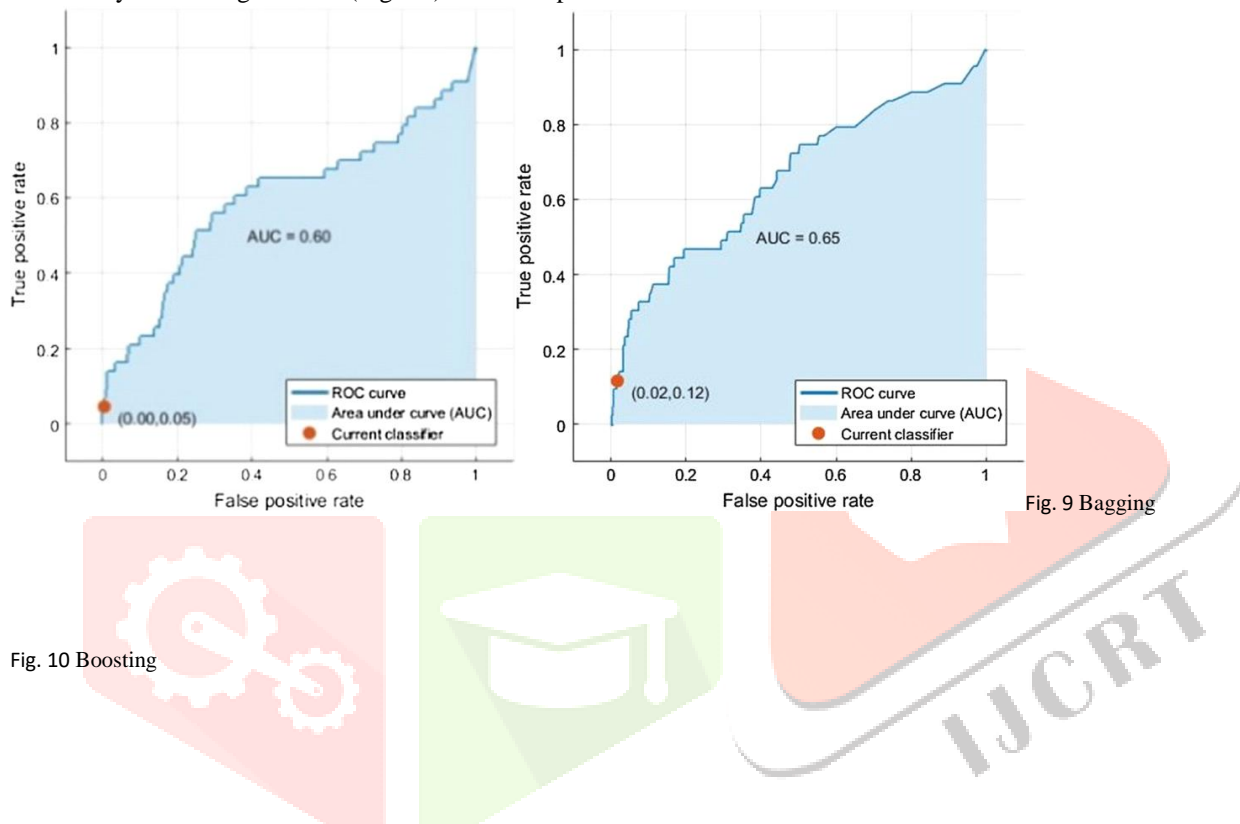 1
0.8
0.6
0.4
0.2
0
True positive rate
AUC = 0.60
(0.00,0.05)
ROC curve
Area under curve (AUC)
Current classifier
0 0.2 0.4 0.6 0.8 1
False positive rate
1
0.8
0.6
0.4
0.2
0
True positive rate
AUC = 0.65
(0.02,0.12)
ROC curve
Area under curve (AUC)
Current classifier
0 0.2 0.4 0.6 0.8 1
False positive rate
Fig. 9 Bagging
Fig. 10 Boosting
IJCRT